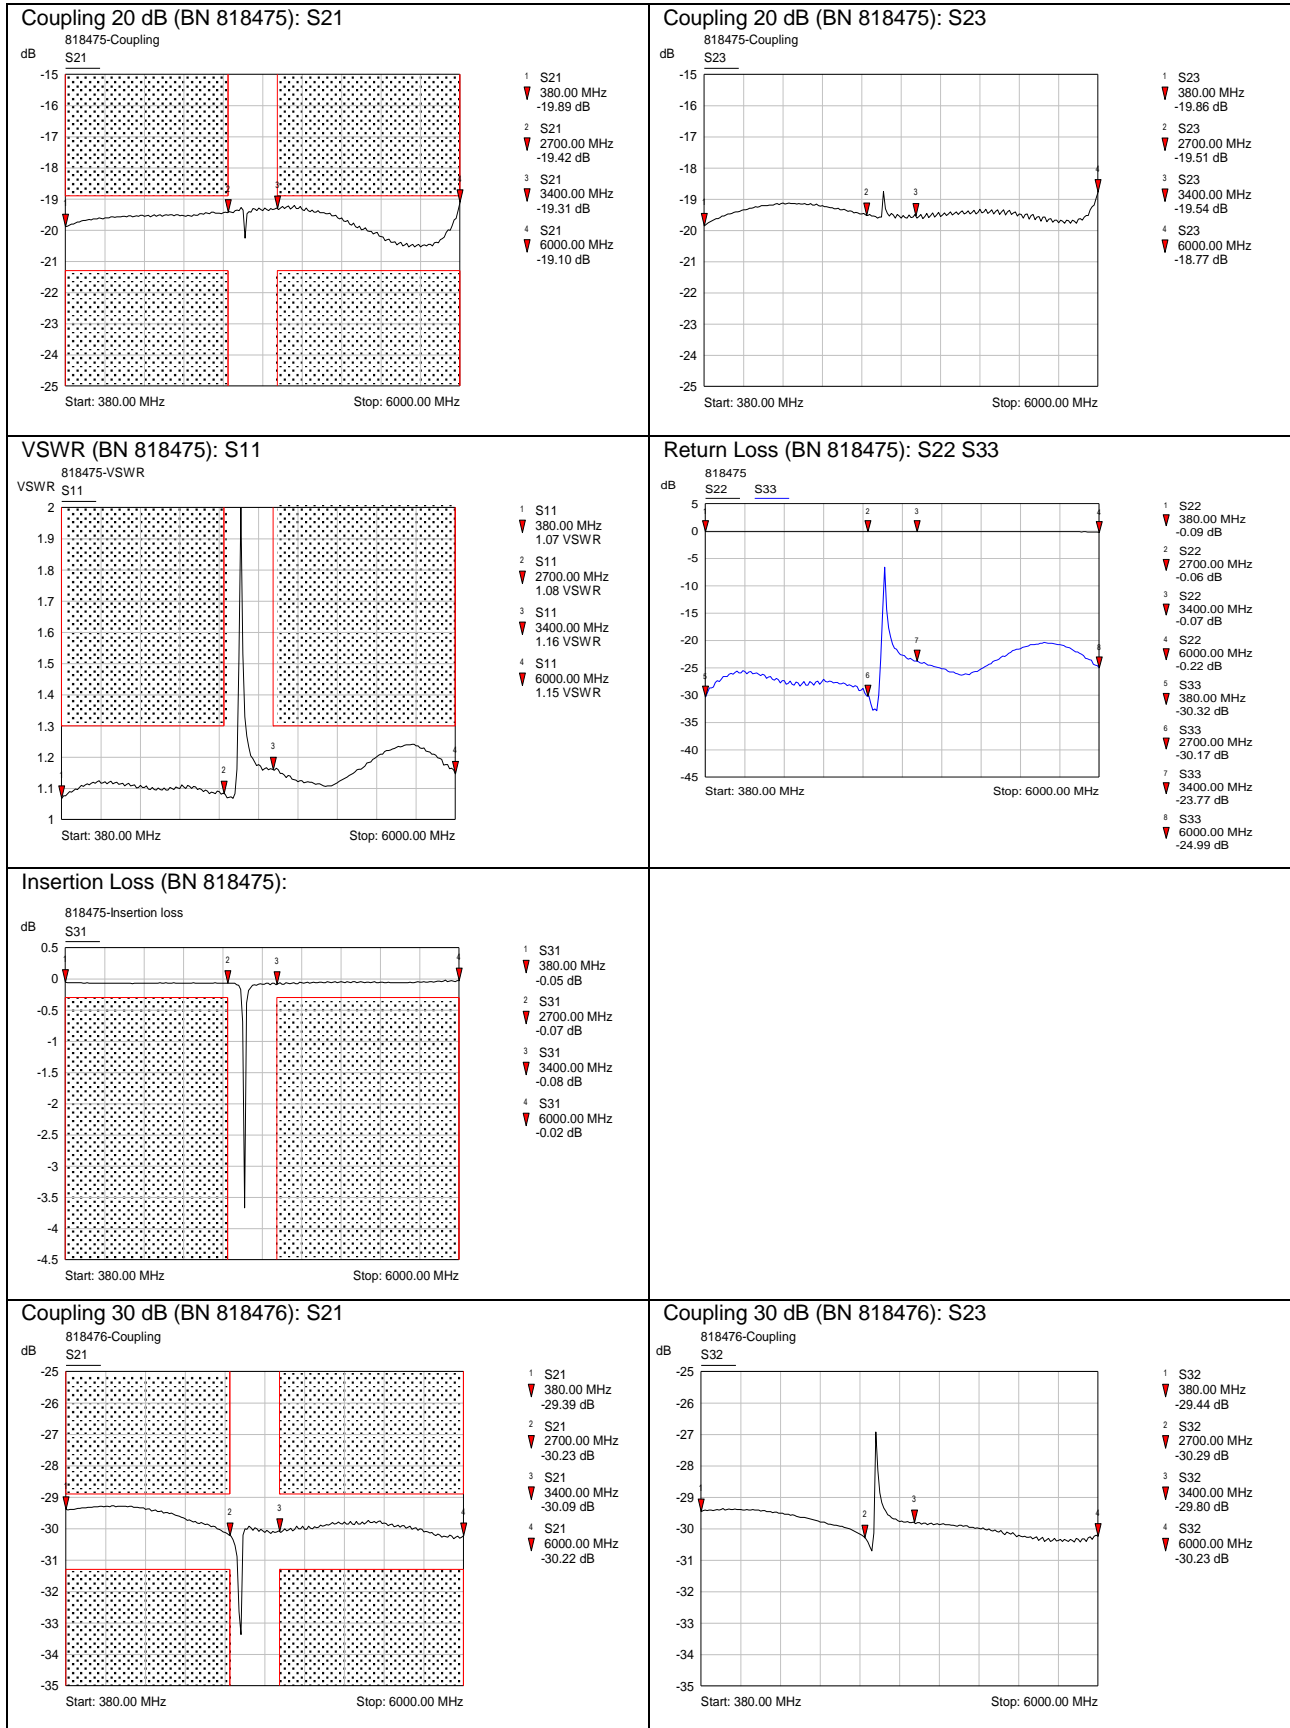 Coupling 20 dB (BN 818475): S21
818475-Coupling
dB
S21
-15
-16
-17
-18
-19
-20
-21
-22
-23
-24
-25
1 S21
380.00 MHz
-19.89 dB
2 S21
2700.00 MHz
-19.42 dB
3 S21
3400.00 MHz
-19.31 dB
4 S21
6000.00 MHz
-19.10 dB
Start: 380.00 MHz Stop: 6000.00 MHz
Coupling 20 dB (BN 818475): S23
818475-Coupling
dB
S23
-15
-16
-17
-18
-19
-20
-21
-22
-23
-24
-25
1 S23
380.00 MHz
-19.86 dB
2 S23
2700.00 MHz
-19.51 dB
3 S23
3400.00 MHz
-19.54 dB
4 S23
6000.00 MHz
-18.77 dB
Start: 380.00 MHz Stop: 6000.00 MHz
VSWR (BN 818475): S11
818475-VSWR
VSWR
S11
2
1.9
1.8
1.7
1.6
1.5
1.4
1.3
1.2
1.1
1
1 S11
380.00 MHz
1.07 VSWR
2 S11
2700.00 MHz
1.08 VSWR
3 S11
3400.00 MHz
1.16 VSWR
4 S11
6000.00 MHz
1.15 VSWR
Start: 380.00 MHz Stop: 6000.00 MHz
Return Loss (BN 818475): S22 S33
818475
dB
S22 S33
5
0
-5
-10
-15
-20
-25
-30
-35
-40
-45
1 S22
380.00 MHz
-0.09 dB
2 S22
2700.00 MHz
-0.06 dB
3 S22
3400.00 MHz
-0.07 dB
4 S22
6000.00 MHz
-0.22 dB
5 S33
380.00 MHz
-30.32 dB
6 S33
2700.00 MHz
-30.17 dB
7 S33
3400.00 MHz
-23.77 dB
8 S33
6000.00 MHz
-24.99 dB
Start: 380.00 MHz Stop: 6000.00 MHz
Insertion Loss (BN 818475):
818475-Insertion loss
dB
S31
0.5
0
-0.5
-1
-1.5
-2
-2.5
-3
-3.5
-4
-4.5
1 S31
380.00 MHz
-0.05 dB
2 S31
2700.00 MHz
-0.07 dB
3 S31
3400.00 MHz
-0.08 dB
4 S31
6000.00 MHz
-0.02 dB
Start: 380.00 MHz Stop: 6000.00 MHz
Coupling 30 dB (BN 818476): S21
818476-Coupling
dB
S21
-25
-26
-27
-28
-29
-30
-31
-32
-33
-34
-35
1 S21
380.00 MHz
-29.39 dB
2 S21
2700.00 MHz
-30.23 dB
3 S21
3400.00 MHz
-30.09 dB
4 S21
6000.00 MHz
-30.22 dB
Start: 380.00 MHz Stop: 6000.00 MHz
Coupling 30 dB (BN 818476): S23
818476-Coupling
dB
S32
-25
-26
-27
-28
-29
-30
-31
-32
-33
-34
-35
1 S32
380.00 MHz
-29.44 dB
2 S32
2700.00 MHz
-30.29 dB
3 S32
3400.00 MHz
-29.80 dB
4 S32
6000.00 MHz
-30.23 dB
Start: 380.00 MHz Stop: 6000.00 MHz